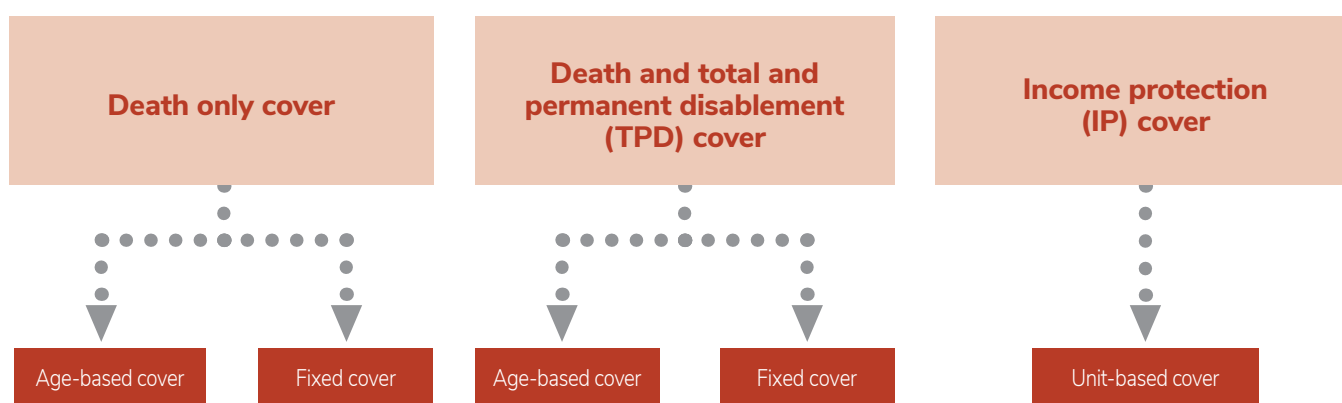 Death only cover
Death and total and
permanent disablement
(TPD) cover
Income protection
(IP) cover
Age-based cover
Fixed cover
Age-based cover
Fixed cover
Unit-based cover